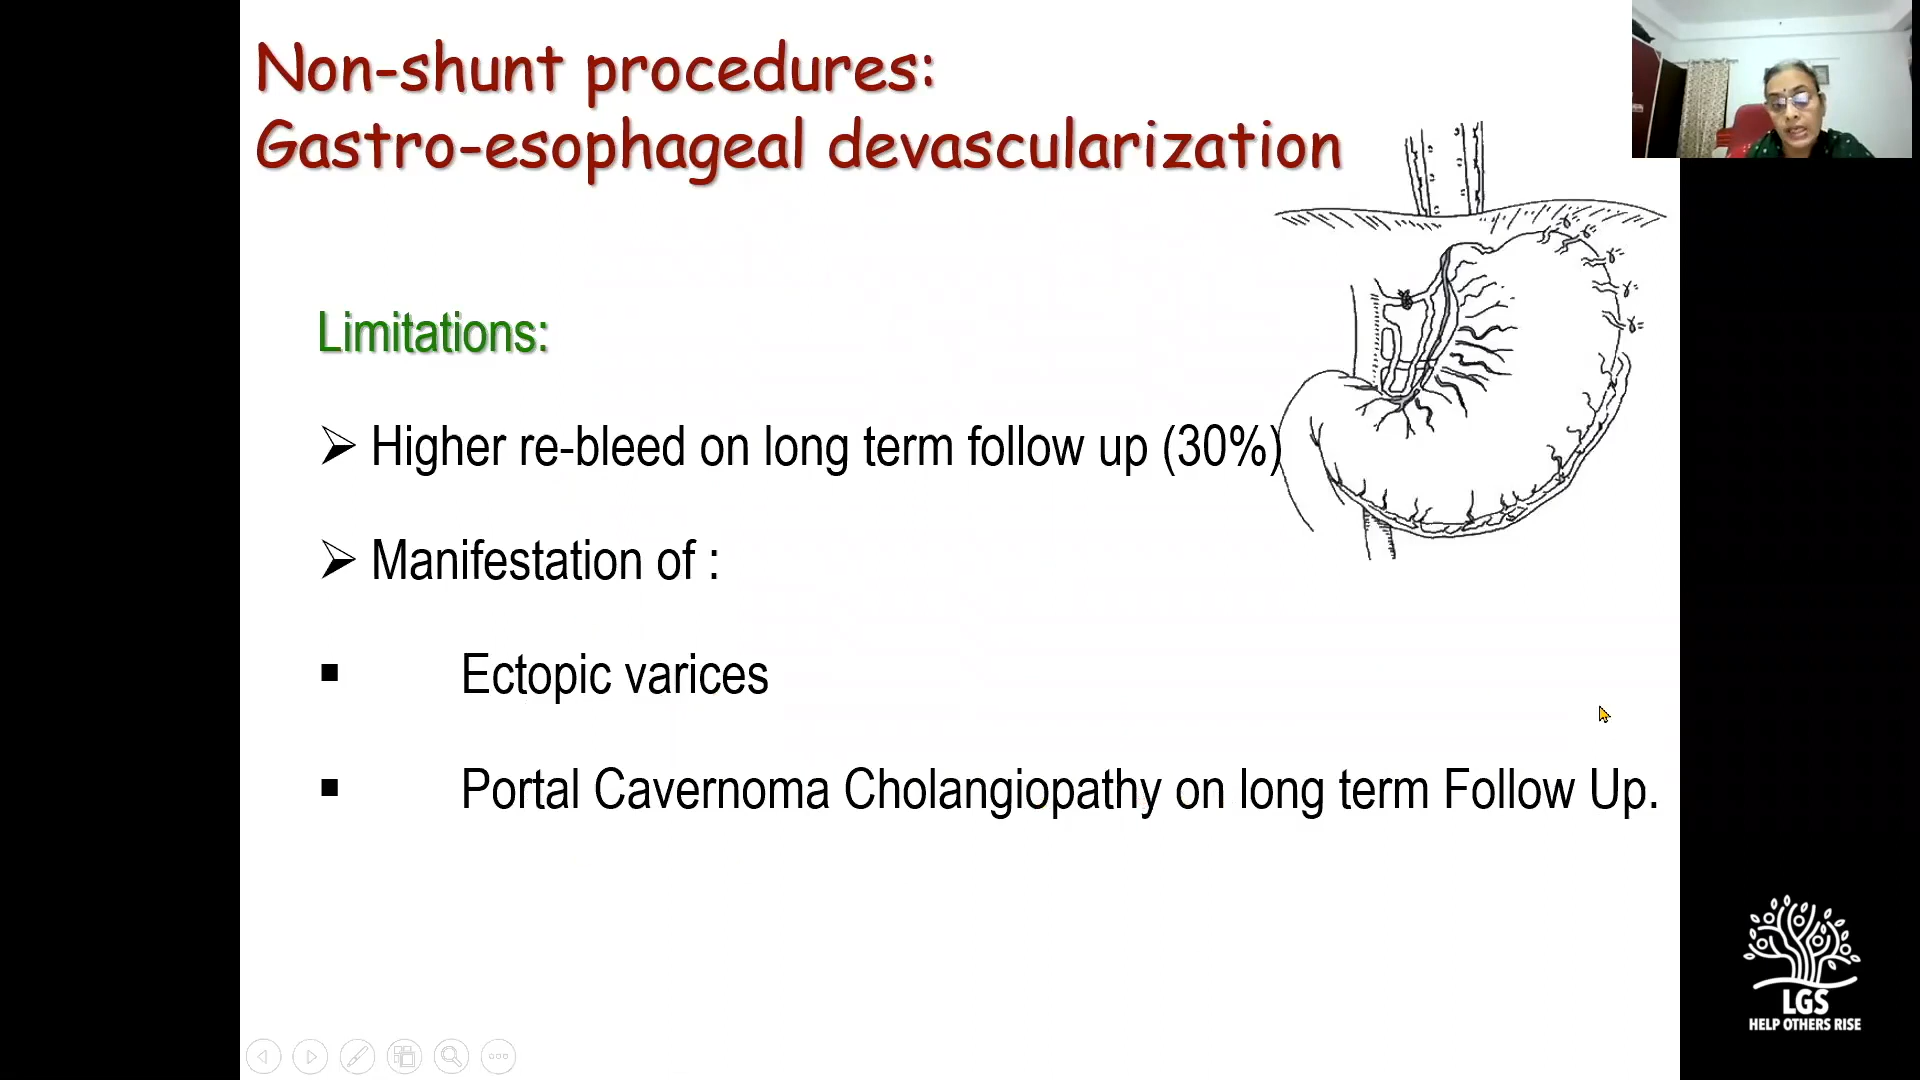 Non-shunt procedures:
Gastro-esophageal devascularization
Limitations:
Higher re-bleed on long term follow up (30%)
Manifestation of :
Ectopic varices
Portal Cavernoma Cholangiopathy on long term Follow Up.
LGS
HELP OTHERS RISE